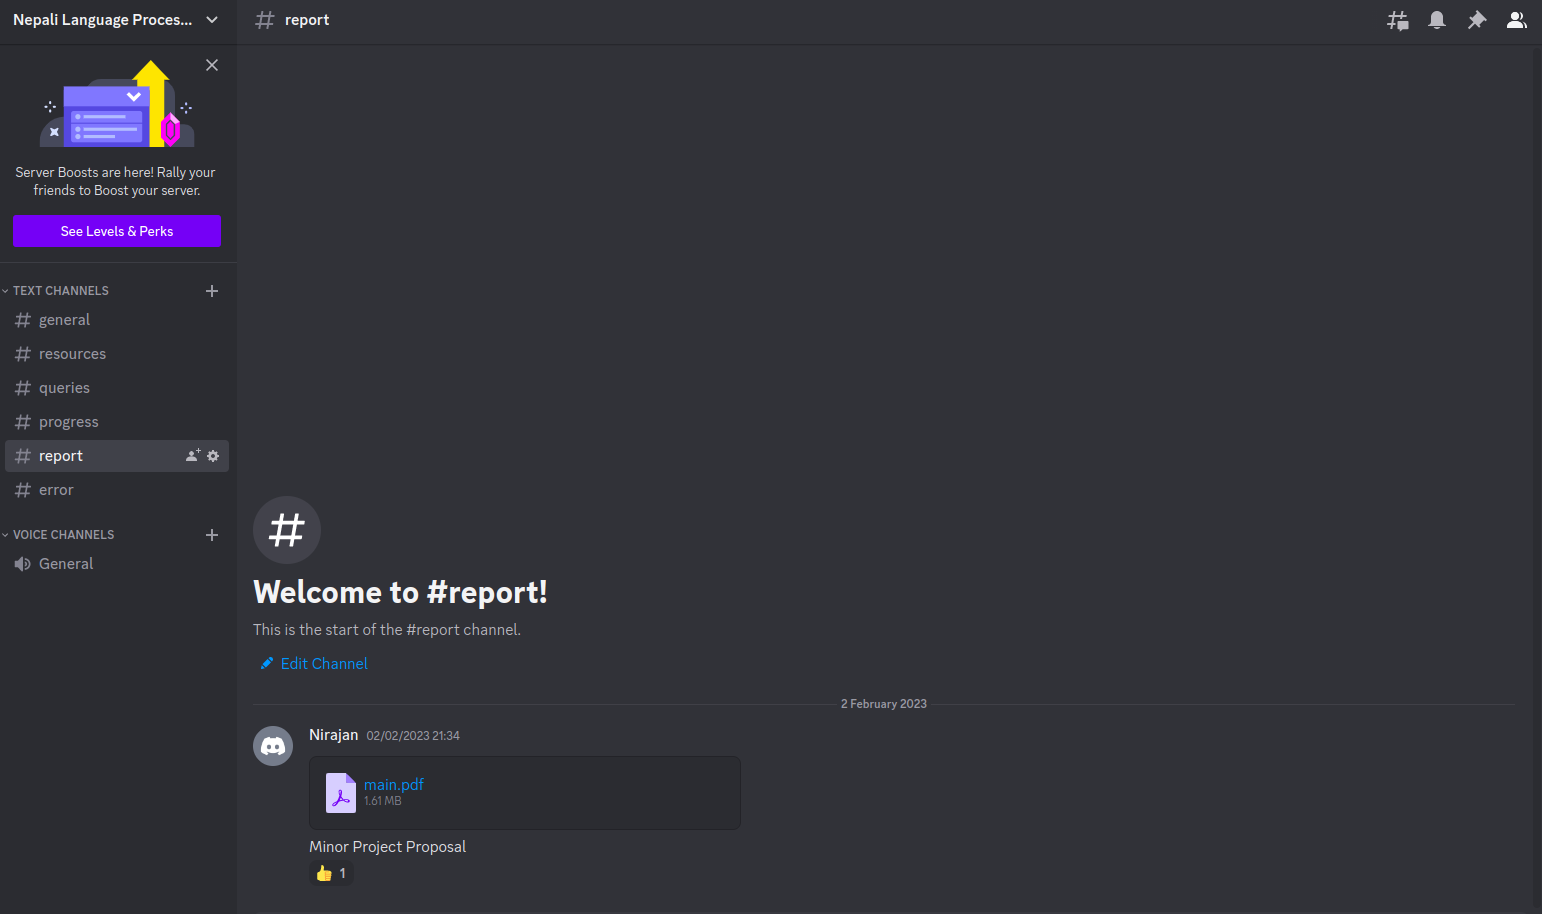 Nepali Language Proces...
report
Server Boosts are here! Rally your
friends to Boost your server.
See Levels & Perks
TEXT CHANNELS
general
resources
queries
progress
report
error
VOICE CHANNELS
General
Welcome to #report!
This is the start of the #report channel.
Edit Channel
2 February 2023
Nirajan 02/02/2023 21:34
main.pdf
1.61 MB
Minor Project Proposal
👍 1